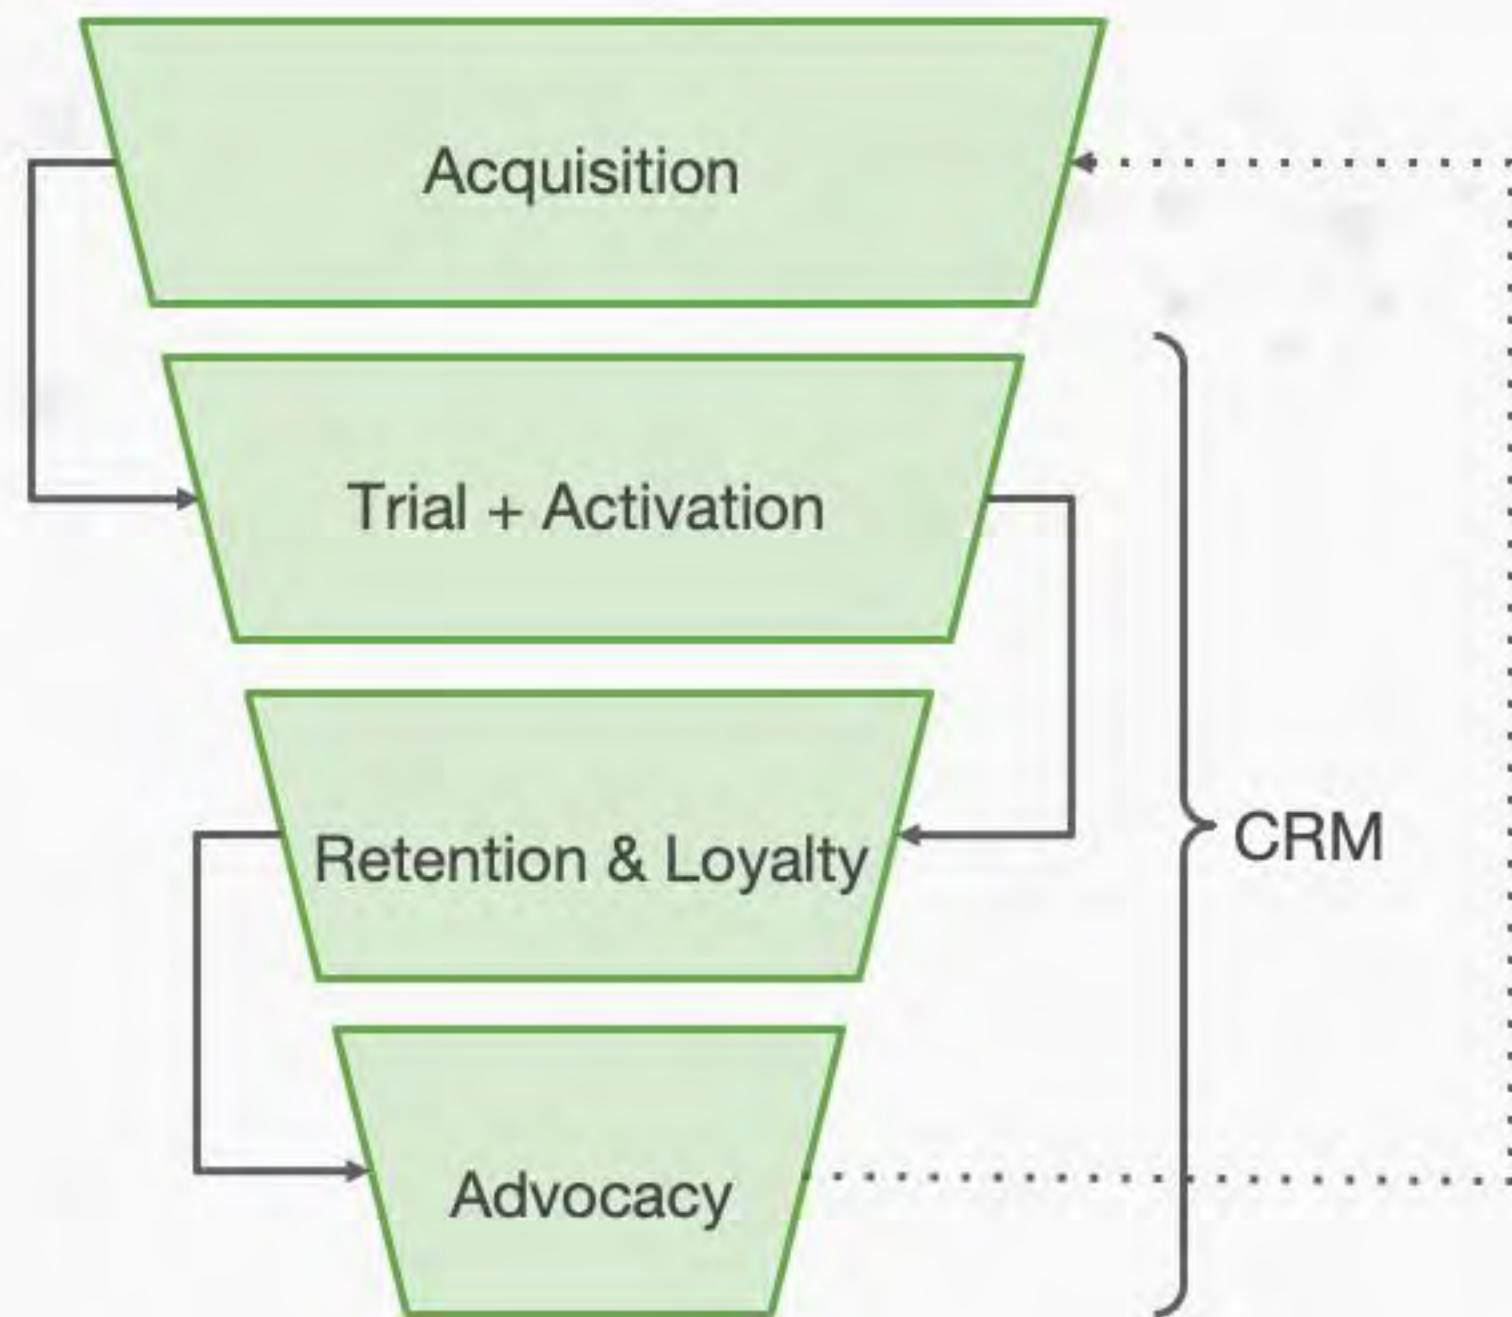 Acquisition
Trial + Activation
Retention & Loyalty
CRM
Advocacy